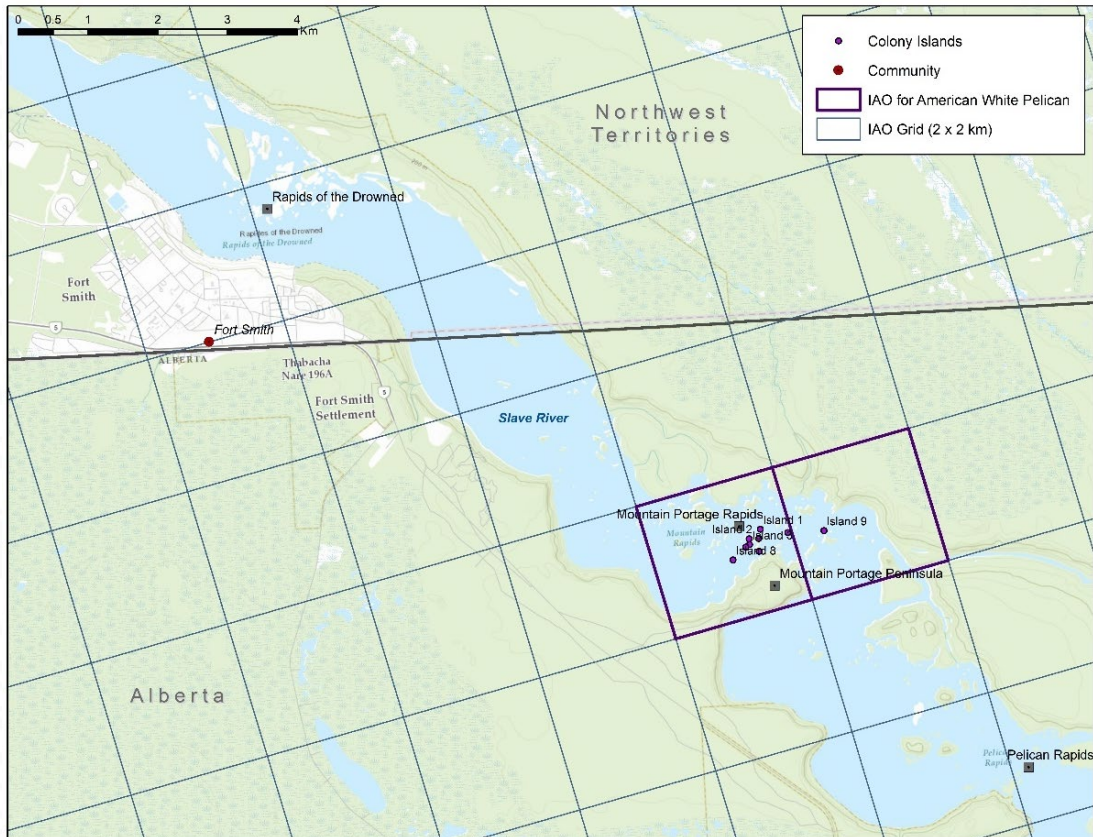 0 0.5 1 2 3 4
Km
Colony Islands
Community
IAO for American White Pelican
IAO Grid (2 x 2 km)
Northwest
Territories
Rapids of the Drowned
Rapides of the Drowned
Rapids of the Drowned
Fort
Smith
Fort Smith
5
ALBERTA
Thabacha
Nare 196A
5
Fort Smith
Settlement
Slave River
Mountain Portage Rapids
Island 1
Island 9
Island 2
Mountain
Rapids
Island 8
Mountain Portage Peninsula
Alberta
Pelican
Rapids
Pelican Rapids